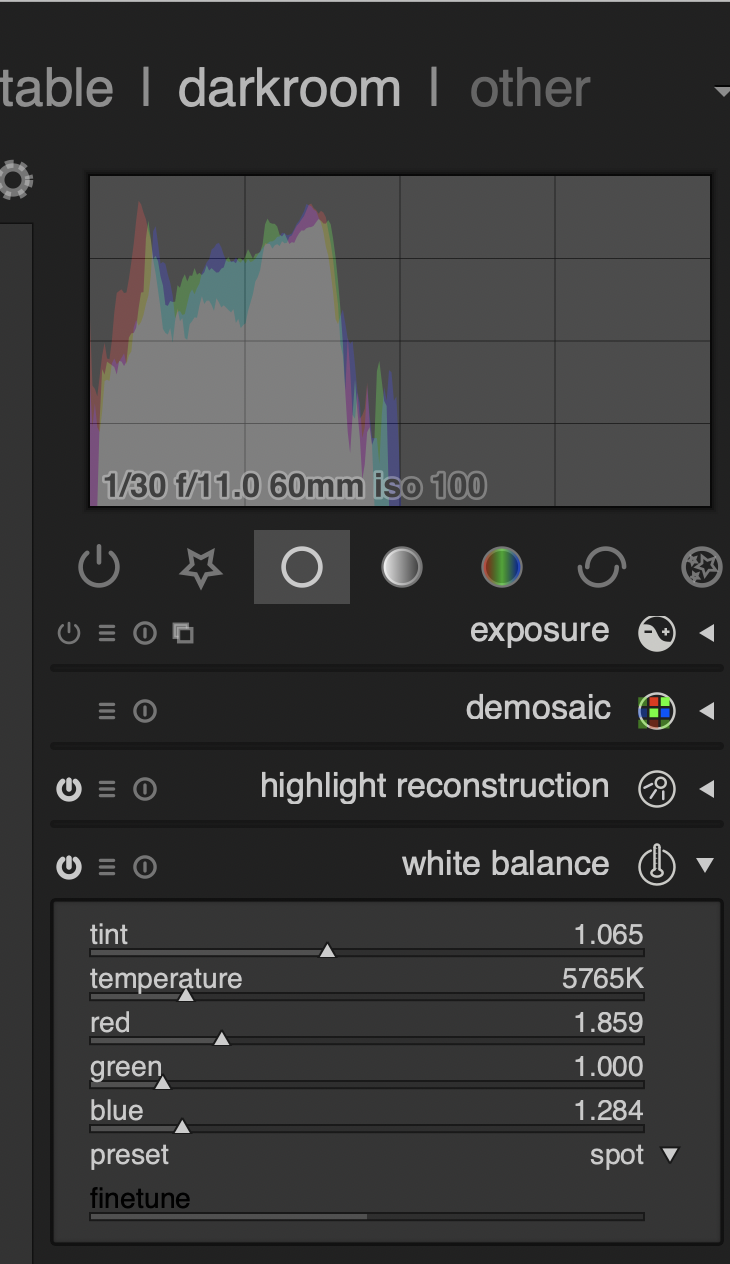 table | darkroom | other
1/30 f/11.0 60mm iso 100
exposure
demosaic
highlight reconstruction
white balance
tint 1.065
temperature 5765K
red 1.859
green 1.000
blue 1.284
preset spot
finetune